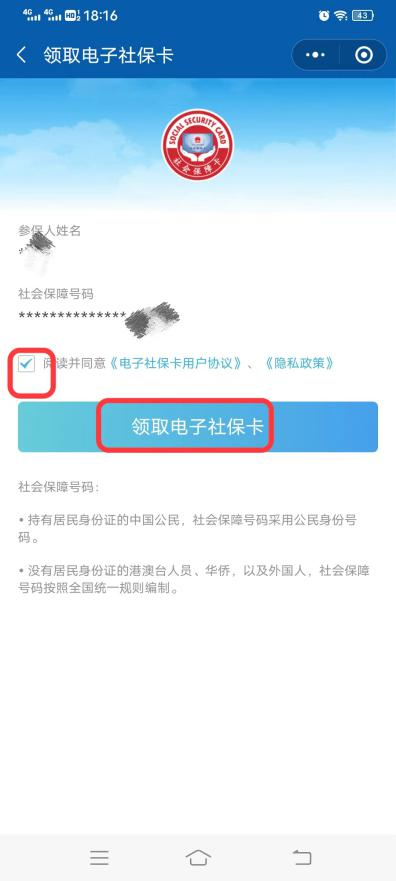 4G 4G HD 1 2 18:16 43
领取电子社保卡
SOCIAL SECURITY CARD
社会保障卡
参保人姓名
*
社会保障号码
**************
阅读并同意《电子社保卡用户协议》、《隐私政策》
领取电子社保卡
社会保障号码：
• 持有居民身份证的中国公民，社会保障号码采用公民身份号
码。
• 没有居民身份证的港澳台人员、华侨，以及外国人，社会保障
号码按照全国统一规则编制。